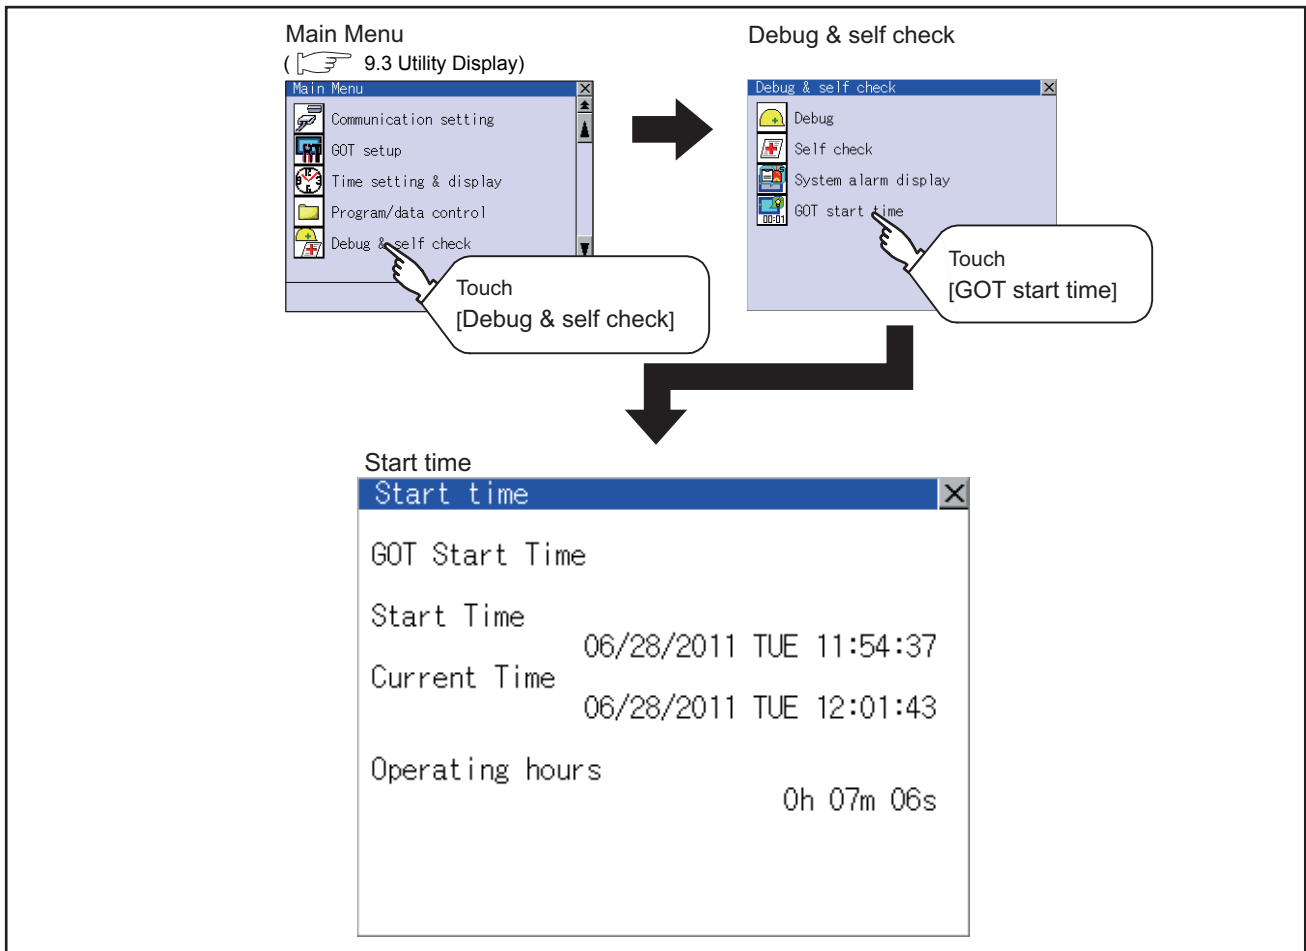 Main Menu
( 9.3 Utility Display)
Main Menu
Communication setting
GOT setup
Time setting & display
Program/data control
Debug & self check
Touch
[Debug & self check]
Debug & self check
Debug & self check
Debug
Self check
System alarm display
00:01
GOT start time
Touch
[GOT start time]
Start time
Start time
GOT Start Time
Start Time
06/28/2011 TUE 11:54:37
Current Time
06/28/2011 TUE 12:01:43
Operating hours
0h 07m 06s